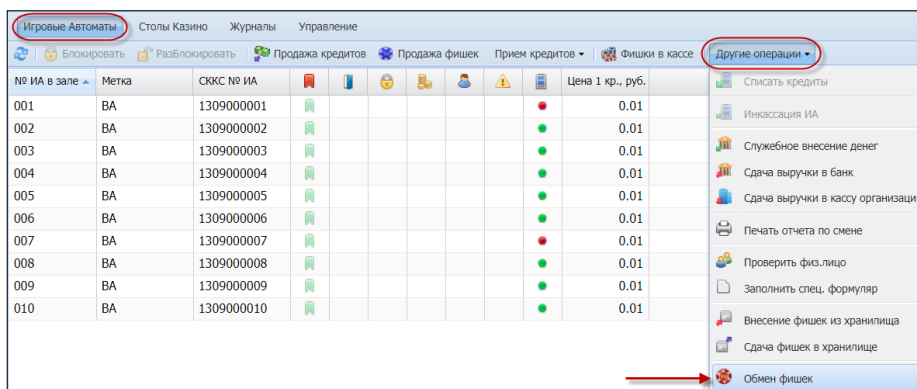 Игровые Автоматы Столы Казино Журналы Управление
Блокировать РазБлокировать Продажа кредитов Продажа фишек Прием кредитов Фишки в кассе Другие операции
№ ИА в зале Метка СККС № ИА Цена 1 кр., руб.
001 ВА 1309000001 0.01
002 ВА 1309000002 0.01
003 ВА 1309000003 0.01
004 ВА 1309000004 0.01
005 ВА 1309000005 0.01
006 ВА 1309000006 0.01
007 ВА 1309000007 0.01
008 ВА 1309000008 0.01
009 ВА 1309000009 0.01
010 ВА 1309000010 0.01
Списать кредиты
Инкассация ИА
Служебное внесение денег
Сдача выручки в банк
Сдача выручки в кассу организаци
Печать отчета по смене
Проверить физ.лицо
Заполнить спец. формуляр
Внесение фишек из хранилища
Сдача фишек в хранилище
Обмен фишек